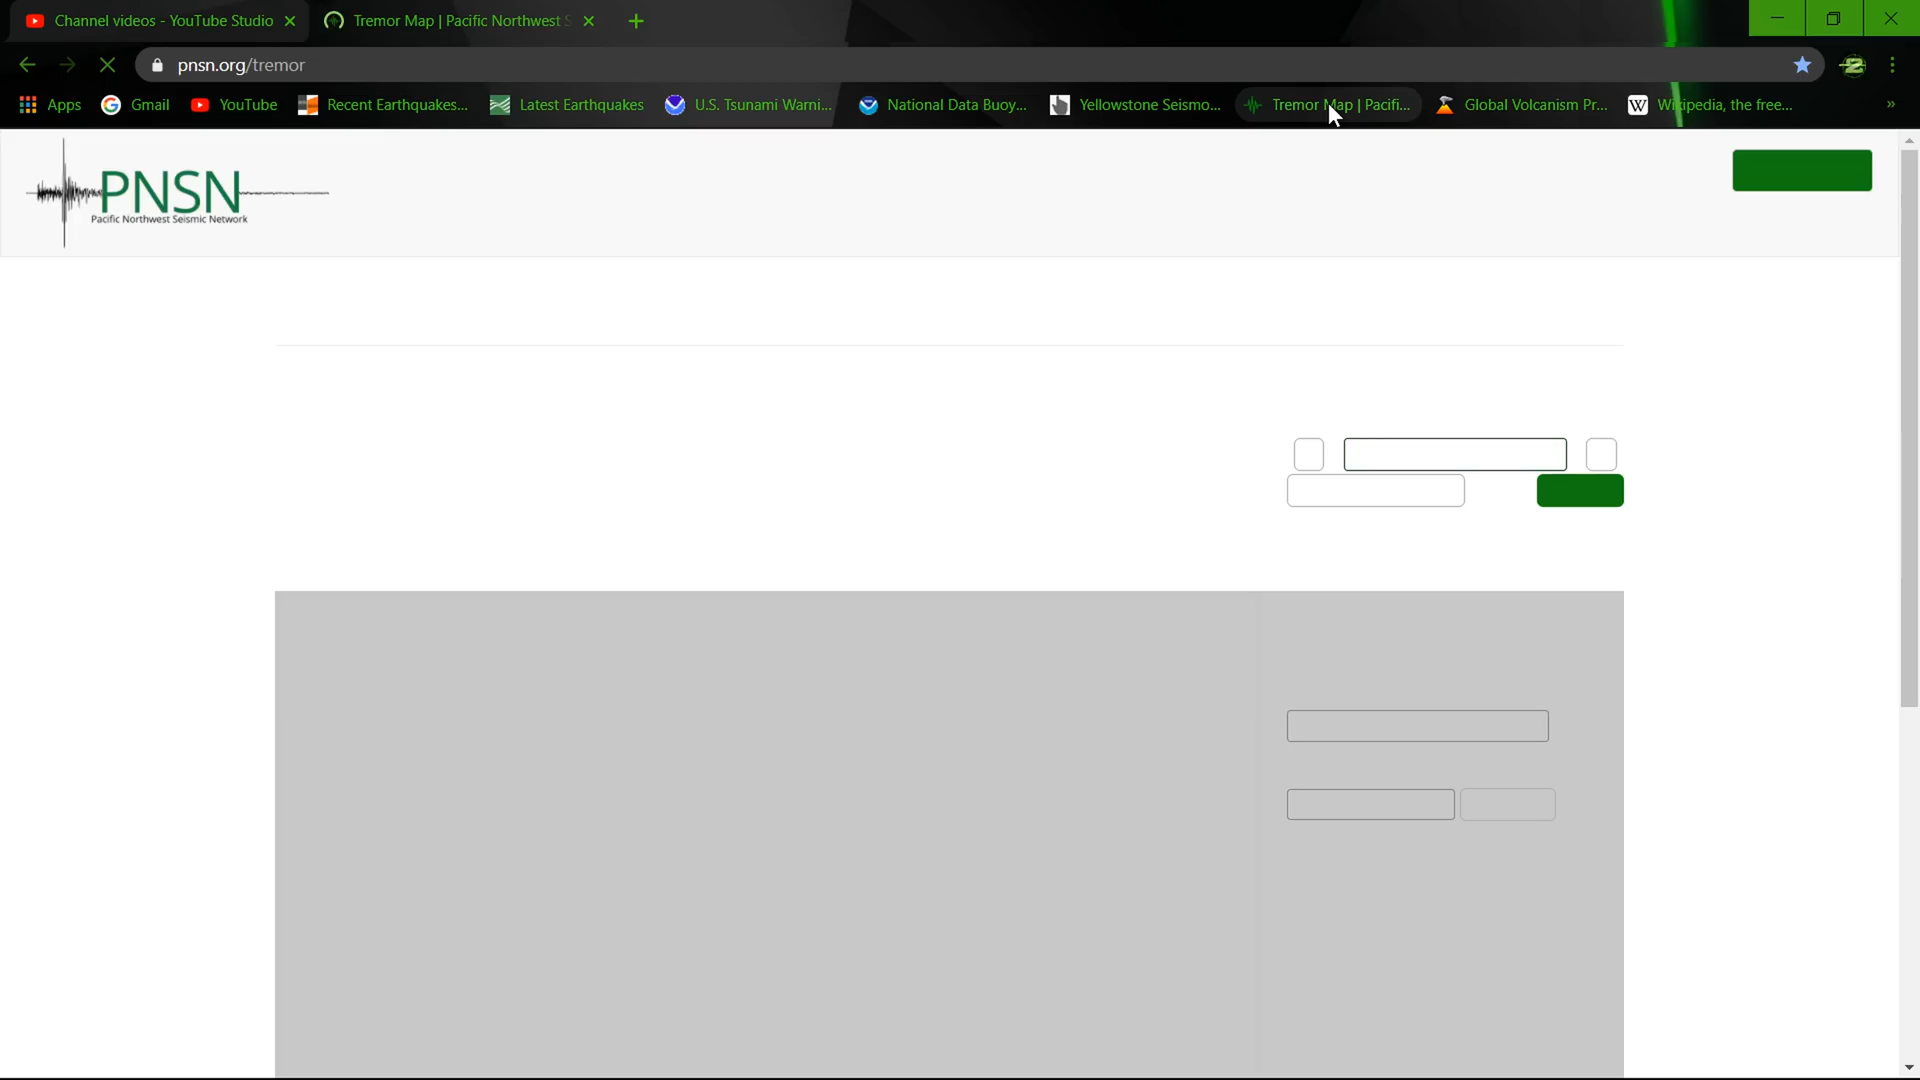 Channel videos - YouTube Studio
Tremor Map | Pacific Northwest S
pnsn.org/tremor
Apps
Gmail
YouTube
Recent Earthquakes...
Latest Earthquakes
U.S. Tsunami Warni...
National Data Buoy...
Yellowstone Seismo...
Tremor Map | Pacifi...
Global Volcanism Pr...
W
Wikipedia, the free...
»
PNSN
Pacific Northwest Seismic Network